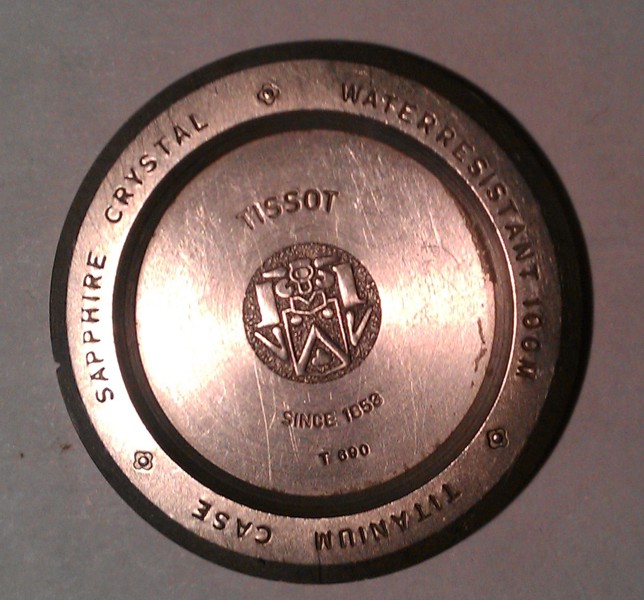 WATERRESISTANT 100M
TITANIUM CASE
SAPPHIRE CRYSTAL
TISSOT
SINCE 1853
T 690